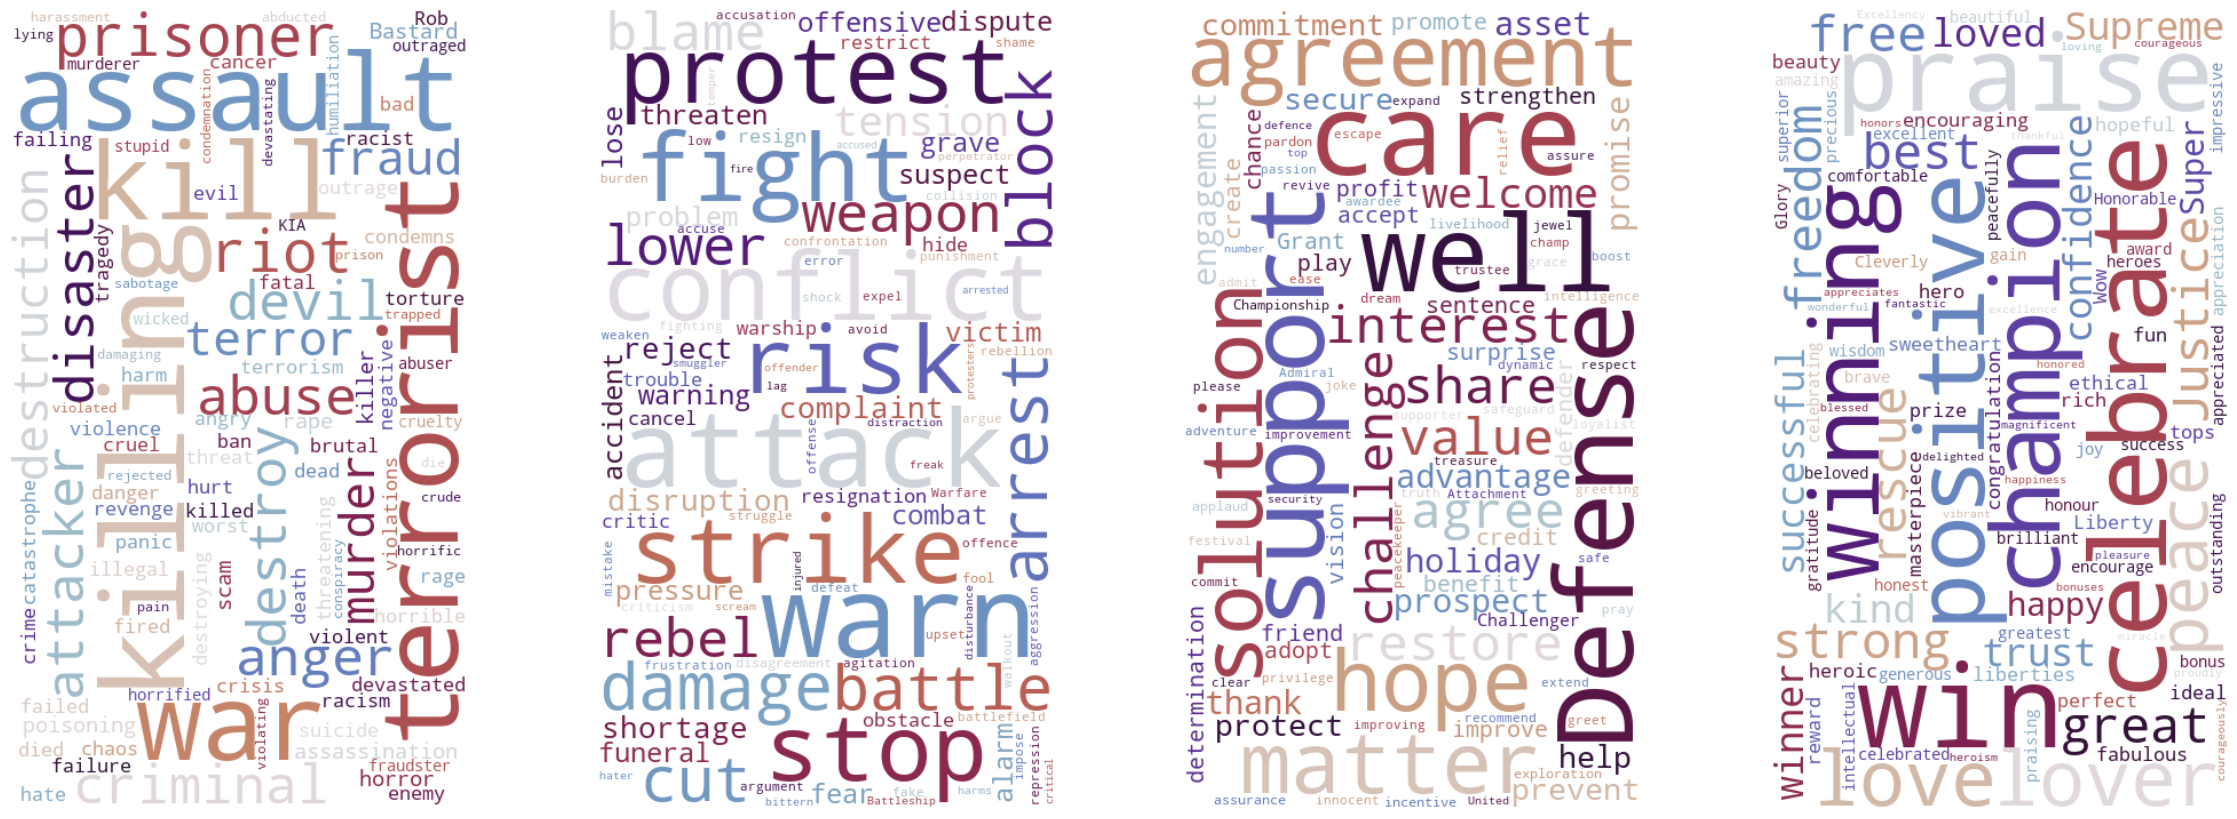 harassment
abducted
Rob
lying
prisoner
Bastard
outraged
murderer
cancer
assault
condemnation
devastating
humiliation
bad
failing
stupid
racist
kill
fraud
disaster
evil
outrage
destruction
killing
KIA
tragedy
riot
condemns
prison
terrorist
sabotage
fatal
devil
torture
trapped
wicked
terror
negative
damaging
harm
terrorism
killer
abuser
abuse
violated
angry
rape
cruelty
violence
cruel
ban
brutal
attacker
threat
die
rejected
destroy
dead
murder
violations
catastrophe
danger
hurt
crude
revenge
killed
worst
threatening
panic
horrific
illegal
destroying
scam
death
conspiracy
rage
crime
pain
fired
horrible
violent
anger
horrified
crisis
devastated
racism
failed
war
violating
poisoning
suicide
died
chaos
assassination
failure
fraudster
horror
hate
criminal
enemy
accusation
blame
offensive
dispute
restrict
shame
protest
temper
block
threaten
tension
lose
low
resign
accused
grave
fight
fire
perpetrator
burden
suspect
collision
problem
weapon
accuse
lower
confrontation
hide
error
punishment
conflict
shock
expel
arrested
weaken
fighting
warship
avoid
victim
reject
risk
rebellion
smuggler
offender
protesters
accident
trouble
lag
arrest
warning
cancel
complaint
distraction
argue
attack
offense
freak
disruption
resignation
Warfare
critic
struggle
combat
strike
offence
mistake
injured
pressure
defeat
fool
criticism
scream
warn
rebel
upset
disturbance
aggression
frustration
disagreement
agitation
walkout
damage
battle
shortage
obstacle
battlefield
funeral
stop
alarm
impose
repression
critical
hater
cut
argument
fear
fake
harms
bittern
Battleship
commitment
promote
asset
agreement
secure
expand
strengthen
engagement
defence
escape
care
promise
chance
pardon
top
relief
assure
create
passion
revive
profit
welcome
awardee
accept
livelihood
jewel
number
Grant
well
champ
support
play
trustee
grace
boost
admit
ease
solution
Championship
dream
sentence
intelligence
interest
Defense
challenge
surprise
dynamic
respect
please
Admiral
joke
share
defender
supporter
safeguard
adventure
improvement
value
loyalist
treasure
advantage
security
truth
Attachment
greeting
applaud
agree
festival
vision
peacekeeper
credit
holiday
safe
commit
benefit
prospect
pray
determination
friend
Challenger
adopt
restore
clear
privilege
hope
extend
thank
protect
improving
recommend
improve
greet
matter
help
exploration
prevent
assurance
innocent
incentive
United
Excellency
beautiful
Supreme
free
loved
loving
courageous
beauty
amazing
praise
superior
precious
honors
encouraging
hopeful
impressive
freedom
excellent
thankful
Super
best
confidence
comfortable
peacefully
Glory
winning
positive
champion
celebrate
Honorable
Justice
Cleverly
gain
award
heroes
Wow
appreciates
hero
appreciation
wonderful
fantastic
excellence
fun
successful
wisdom
sweetheart
honored
celebrating
brave
ethical
appreciated
blessed
rescue
prize
congratulation
rich
magnificent
tops
joy
success
beloved
delighted
peace
masterpiece
happiness
outstanding
gratitude
vibrant
honour
Liberty
brilliant
pleasure
encourage
honest
bonuses
kind
happy
strong
greatest
trust
miracle
winner
heroic
generous
liberties
bonus
proudly
reward
intellectual
win
perfect
ideal
great
praising
celebrated
heroism
fabulous
courageously
love
lover